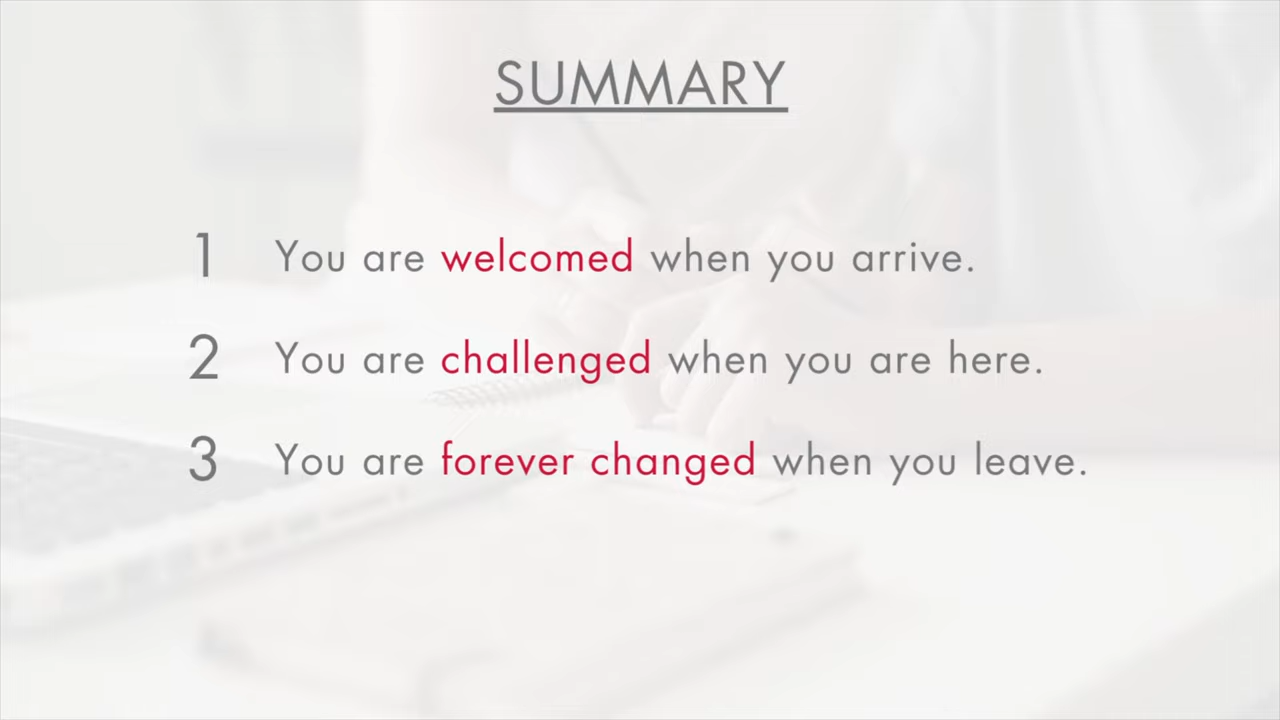 SUMMARY
1 You are welcomed when you arrive.
2 You are challenged when you are here.
3 You are forever changed when you leave.